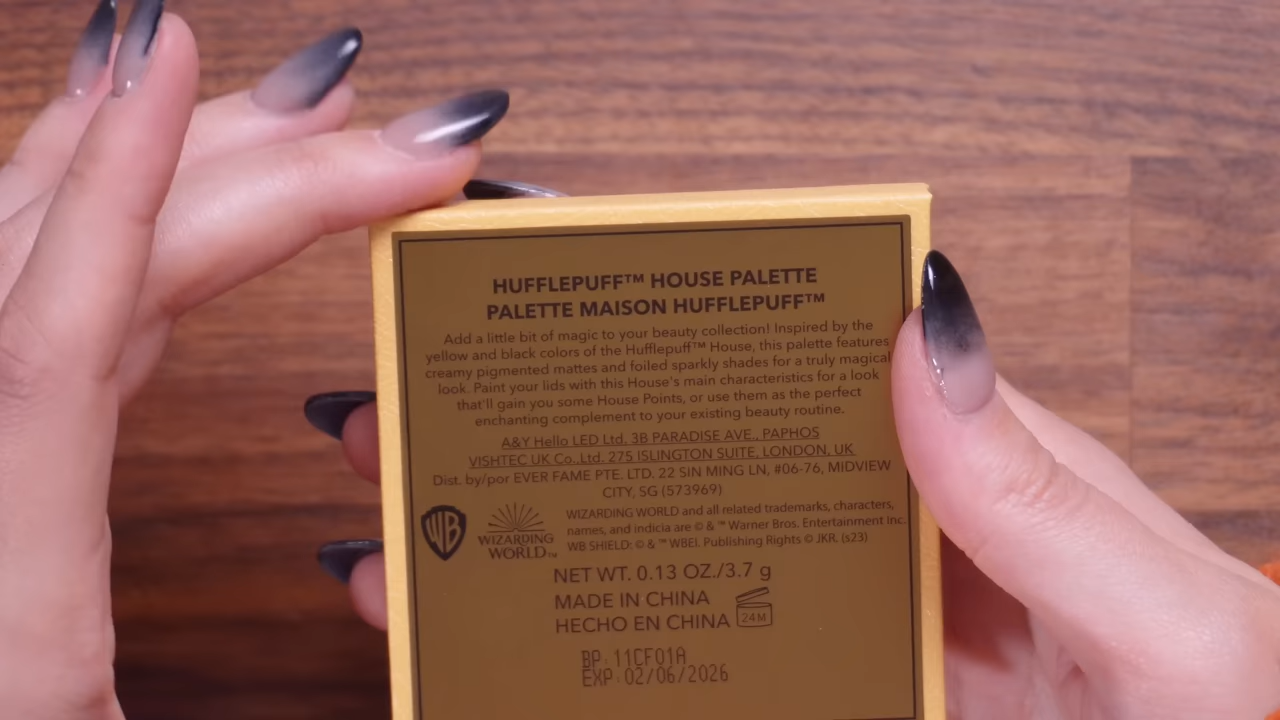 HUFFLEPUFF™ HOUSE PALETTE
PALETTE MAISON HUFFLEPUFF™
Add a little bit of magic to your beauty collection! Inspired by the
yellow and black colors of the Hufflepuff™ House, this palette features
creamy pigmented mattes and foiled sparkly shades for a truly magical
look. Paint your lids with this House's main characteristics for a look
that'll gain you some House Points, or use them as the perfect
enchanting complement to your existing beauty routine.
A&Y Hello LED Ltd. 3B PARADISE AVE., PAPHOS
VISHTEC UK Co.,Ltd. 275 ISLINGTON SUITE, LONDON, UK
Dist. by/por EVER FAME PTE. LTD. 22 SIN MING LN, #06-76, MIDVIEW
CITY, SG (573969)
WB
WIZARDING
WORLD™
WIZARDING WORLD and all related trademarks, characters,
names, and indicia are © & ™ Warner Bros. Entertainment Inc.
WB SHIELD: © & ™ WBEI. Publishing Rights © JKR. (s23)
NET WT. 0.13 OZ./3.7 g
MADE IN CHINA
HECHO EN CHINA
24M
BP: 11CF01A
EXP: 02/06/2026